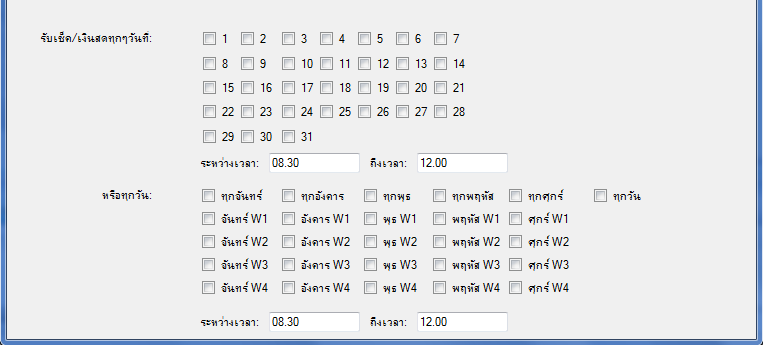 รับเช็ค/เงินสดทุกๆวันที่: 1 2 3 4 5 6 7
8 9 10 11 12 13 14
15 16 17 18 19 20 21
22 23 24 25 26 27 28
29 30 31
ระหว่างเวลา: 08.30 ถึงเวลา: 12.00
หรือทุกวัน: ทุกจันทร์ ทุกอังคาร ทุกพุธ ทุกพฤหัส ทุกศุกร์ ทุกวัน
จันทร์ W1 อังคาร W1 พุธ W1 พฤหัส W1 ศุกร์ W1
จันทร์ W2 อังคาร W2 พุธ W2 พฤหัส W2 ศุกร์ W2
จันทร์ W3 อังคาร W3 พุธ W3 พฤหัส W3 ศุกร์ W3
จันทร์ W4 อังคาร W4 พุธ W4 พฤหัส W4 ศุกร์ W4
ระหว่างเวลา: 08.30 ถึงเวลา: 12.00